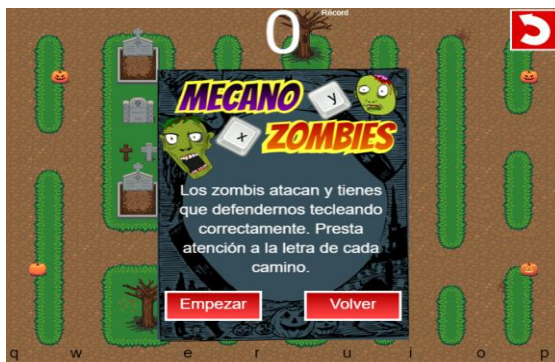 0
Récord
MECANO
y
x
ZOMBIES
Los zombis atacan y tienes
que defendernos tecleando
correctamente. Presta
atención a la letra de cada
camino.
Empezar
Volver
q w e r u i o p